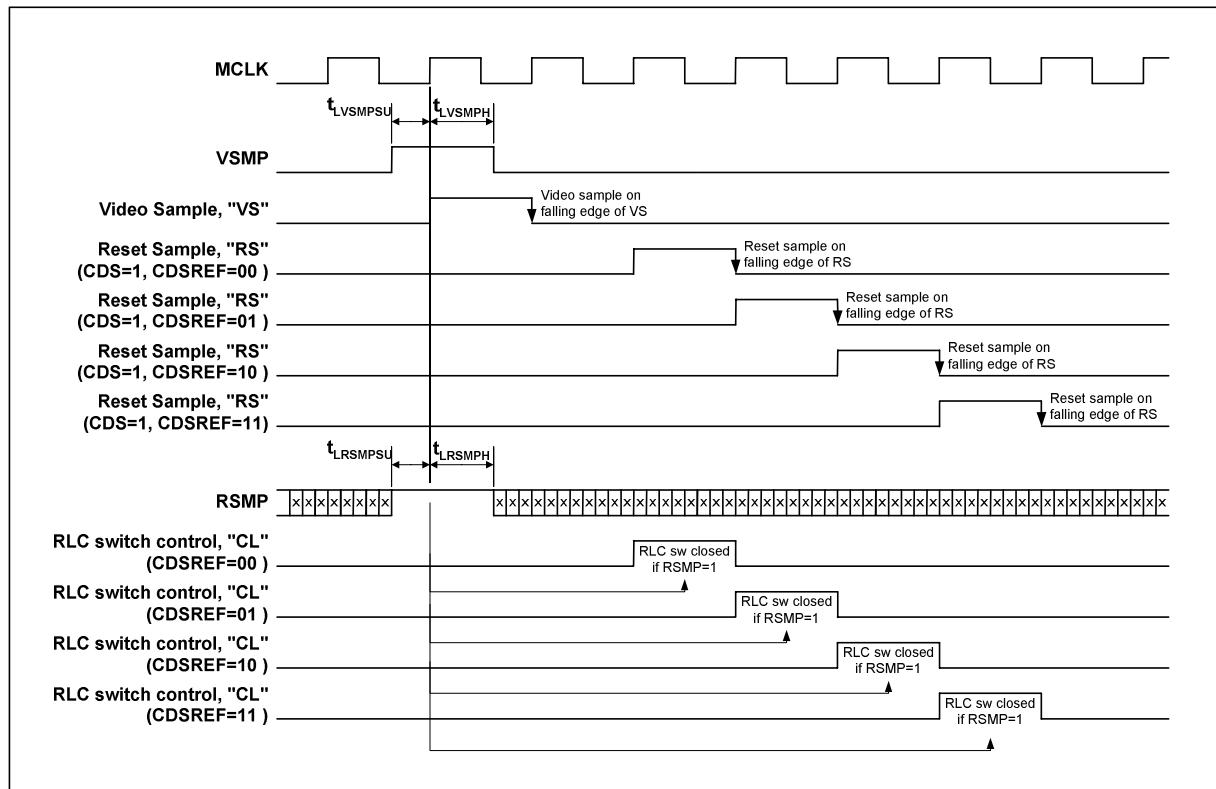 MCLK
tLVSMPSU
tLVSMPH
VSMP
Video Sample, "VS"
Video sample on
falling edge of VS
Reset Sample, "RS"
(CDS=1, CDSREF=00 )
Reset sample on
falling edge of RS
Reset Sample, "RS"
(CDS=1, CDSREF=01 )
Reset sample on
falling edge of RS
Reset Sample, "RS"
(CDS=1, CDSREF=10 )
Reset sample on
falling edge of RS
Reset Sample, "RS"
(CDS=1, CDSREF=11)
Reset sample on
falling edge of RS
tLRSMPSU
tLRSMPH
RSMP
x x x x x x x x
x x x x x x x x x x x x x x x x x x x x x x x x x x x x x x x x x x x x x x x x x x x x x x x x x x x x x
RLC switch control, "CL"
(CDSREF=00 )
RLC sw closed
if RSMP=1
RLC switch control, "CL"
(CDSREF=01 )
RLC sw closed
if RSMP=1
RLC switch control, "CL"
(CDSREF=10 )
RLC sw closed
if RSMP=1
RLC switch control, "CL"
(CDSREF=11 )
RLC sw closed
if RSMP=1